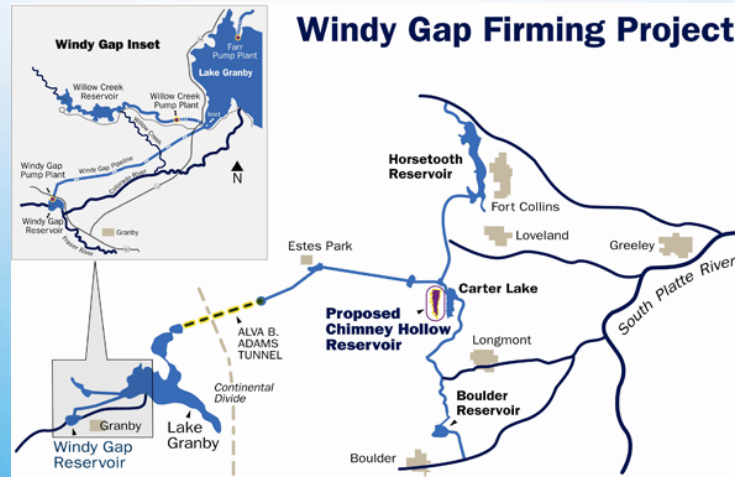 Windy Gap Firming Project
Windy Gap Inset
Farr
Pump Plant
Lake Granby
Willow Creek
Reservoir
Willow Creek
Pump Plant
Inlet
Willow Creek
Windy Gap
Pump Plant
Windy Gap Pipeline
Colorado River
N
Windy Gap
Reservoir
Granby
Fraser River
Horsetooth
Reservoir
Fort Collins
Loveland
Greeley
Estes Park
South Platte River
Carter Lake
Proposed
Chimney Hollow
Reservoir
ALVA B.
ADAMS
TUNNEL
Longmont
Continental
Divide
Boulder
Reservoir
Granby
Lake
Granby
Windy Gap
Reservoir
Boulder